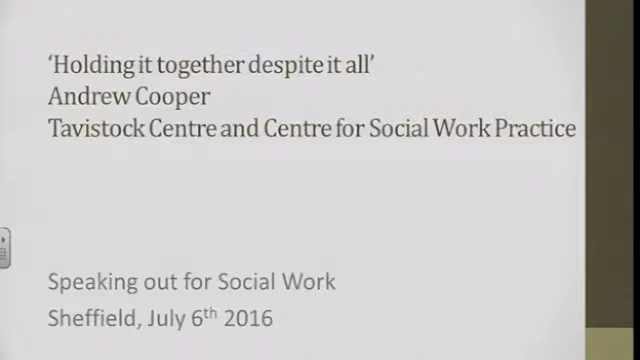 ‘Holding it together despite it all’
Andrew Cooper
Tavistock Centre and Centre for Social Work Practice
Speaking out for Social Work
Sheffield, July 6th 2016